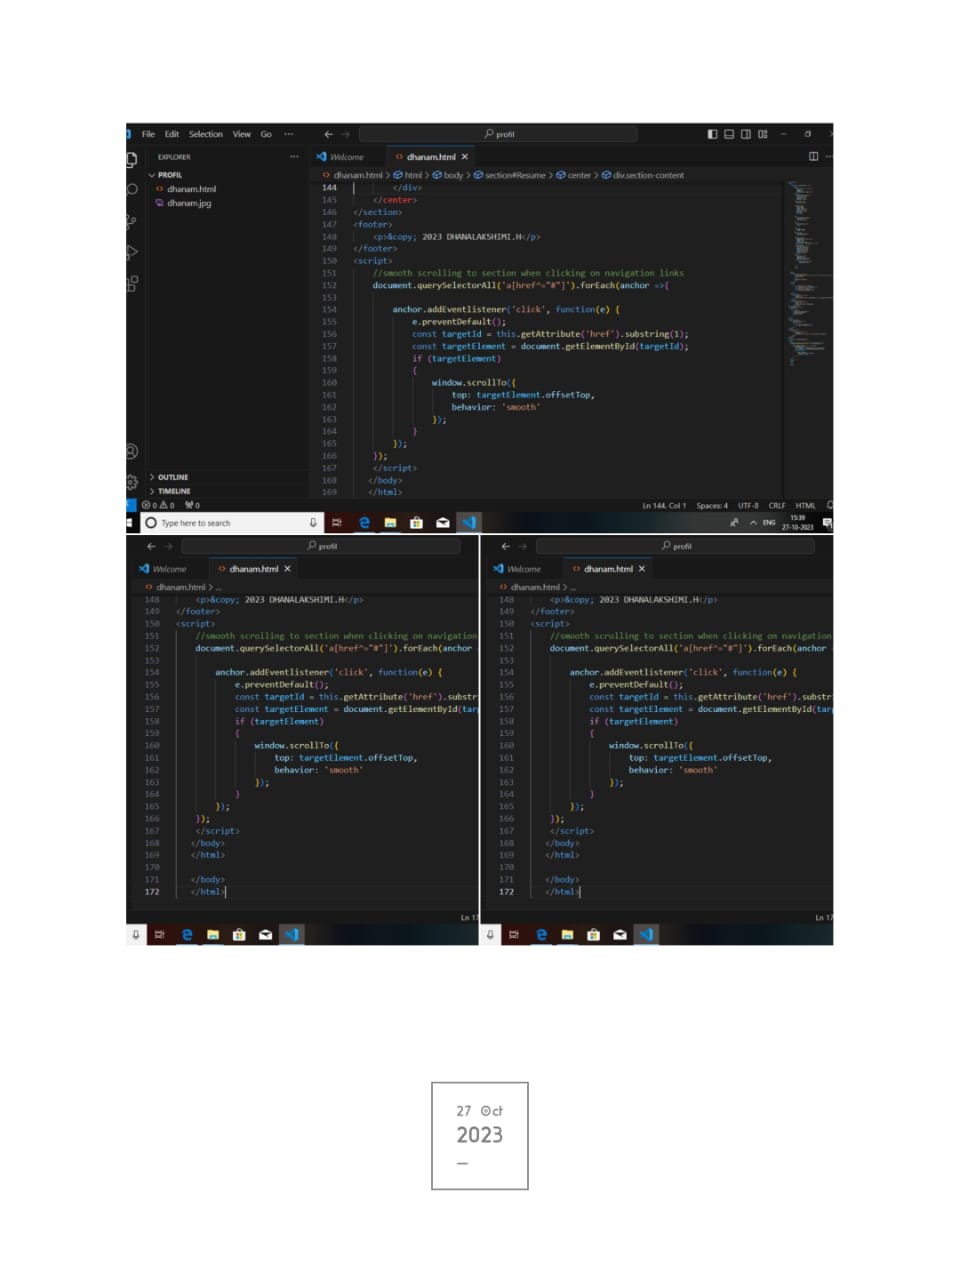 File Edit Selection View Go ··· profil
EXPLORER ··· Welcome dhanam.html
PROFIL dhanam.html > html > body > section#Resume > center > div.section-content
dhanam.html
dhanam.jpg
144 </div>
145 </center>
146 </section>
147 <footer>
148 <p>&copy; 2023 DHANALAKSHIMI.H</p>
149 </footer>
150 <script>
151 //smooth scrolling to section when clicking on navigation links
152 document.querySelectorAll('a[href^="#"]').forEach(anchor =>{
153
154 anchor.addEventlistener('click', function(e) {
155 e.preventDefault();
156 const targetId = this.getAttribute('href').substring(1);
157 const targetElement = document.getElementById(targetId);
158 if (targetElement)
159 {
160 window.scrollTo({
161 top: targetElement.offsetTop,
162 behavior: 'smooth'
163 });
164 }
165 });
166 });
167 </script>
168 </body>
169 </html>
OUTLINE
TIMELINE
0 0 0 Ln 144, Col 1 Spaces: 4 UTF-8 CRLF HTML
Type here to search ENG 15:39
27-10-2023
profil
Welcome dhanam.html
dhanam.html > ...
148 <p>&copy; 2023 DHANALAKSHIMI.H</p>
149 </footer>
150 <script>
151 //smooth scrolling to section when clicking on navigation
152 document.querySelectorAll('a[href^="#"]').forEach(anchor
153
154 anchor.addEventlistener('click', function(e) {
155 e.preventDefault();
156 const targetId = this.getAttribute('href').substr
157 const targetElement = document.getElementById(tar
158 if (targetElement)
159 {
160 window.scrollTo({
161 top: targetElement.offsetTop,
162 behavior: 'smooth'
163 });
164 }
165 });
166 });
167 </script>
168 </body>
169 </html>
170
171 </body>
172 </html>
Ln 17
profil
Welcome dhanam.html
dhanam.html > ...
148 <p>&copy; 2023 DHANALAKSHIMI.H</p>
149 </footer>
150 <script>
151 //smooth scrolling to section when clicking on navigation
152 document.querySelectorAll('a[href^="#"]').forEach(anchor
153
154 anchor.addEventlistener('click', function(e) {
155 e.preventDefault();
156 const targetId = this.getAttribute('href').substr
157 const targetElement = document.getElementById(tar
158 if (targetElement)
159 {
160 window.scrollTo({
161 top: targetElement.offsetTop,
162 behavior: 'smooth'
163 });
164 }
165 });
166 });
167 </script>
168 </body>
169 </html>
170
171 </body>
172 </html>
Ln 17
27 Oct
2023
—